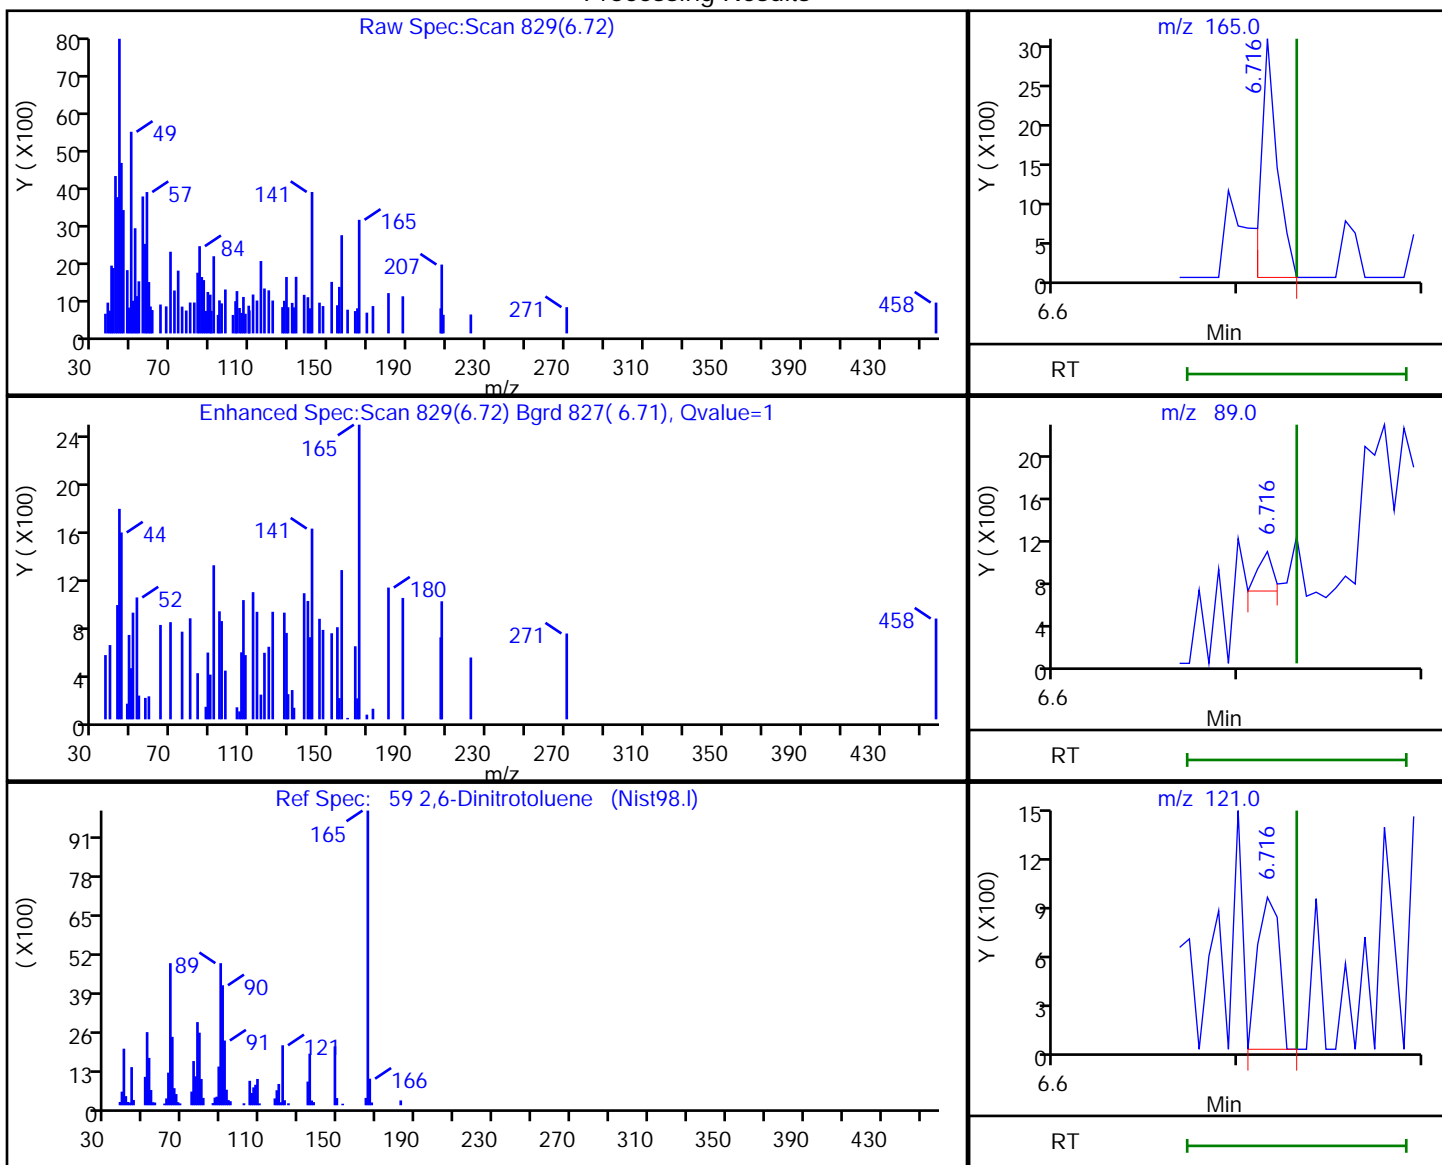 Processing Results
Raw Spec:Scan 829(6.72)
Y ( X100)
80
70
60
50
40
30
20
10
0
49
57
84
141
165
207
271
458
30 70 110 150 190 230 270 310 350 390 430
m/z
m/z 165.0
Y ( X100)
30
25
20
15
10
5
0
6.716
6.6
Min
RT
Enhanced Spec:Scan 829(6.72) Bgrd 827( 6.71), Qvalue=1
Y ( X100)
24
20
16
12
8
4
0
165
44
141
52
180
271
458
30 70 110 150 190 230 270 310 350 390 430
m/z
m/z 89.0
Y ( X100)
20
16
12
8
4
0
6.716
6.6
Min
RT
Ref Spec: 59 2,6-Dinitrotoluene (Nist98.l)
( X100)
91
78
65
52
39
26
13
0
165
89
90
91
121
166
30 70 110 150 190 230 270 310 350 390 430
m/z 121.0
Y ( X100)
15
12
9
6
3
0
6.716
6.6
Min
RT